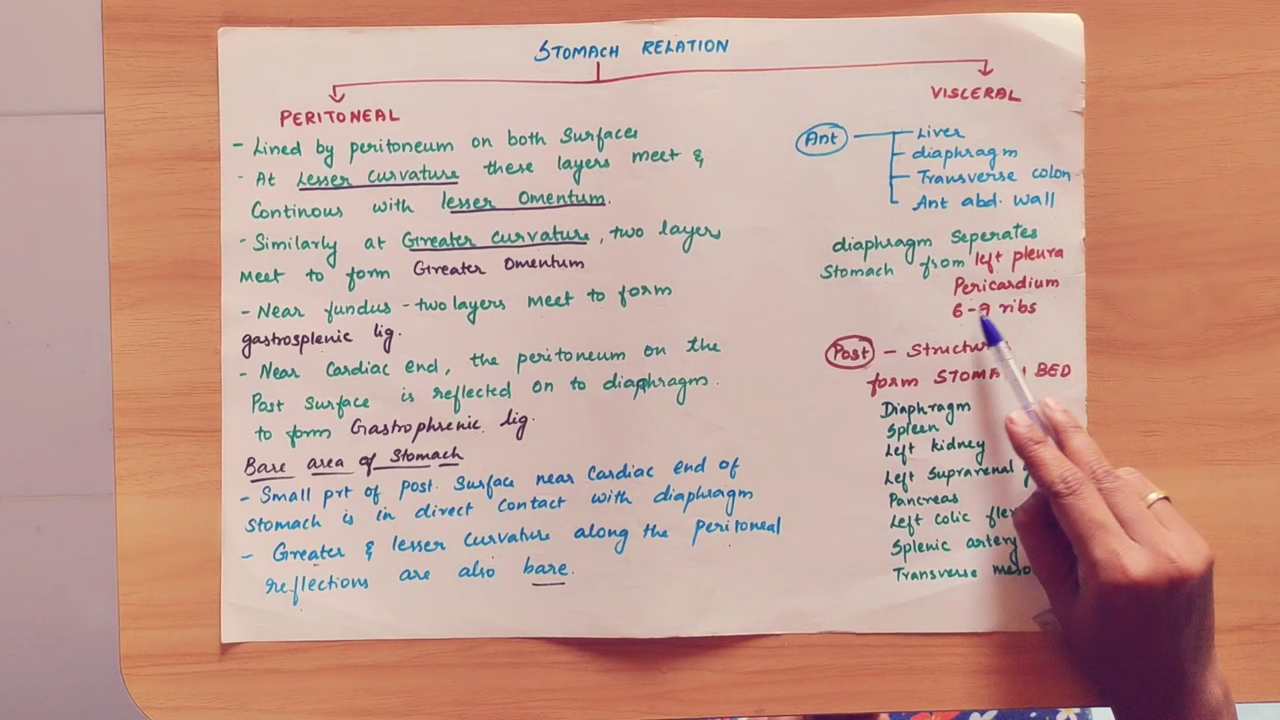 STOMACH RELATION
PERITONEAL
- Lined by peritoneum on both Surfaces
- At Lesser curvature these layers meet &
Continous with lesser Omentum.
- Similarly at Greater curvature, two layers
meet to form Greater Omentum
- Near fundus - two layers meet to form
gastrosplenic lig.
- Near Cardiac end, the peritoneum on the
Post Surface is reflected on to diaphragm.
to form Gastrophrenic lig.
Bare area of Stomach
- Small prt of post. Surface near Cardiac end of
Stomach is in direct Contact with diaphragm
- Greater & lesser Curvature along the peritoneal
reflections are also bare.
VISCERAL
Ant - Liver
- diaphragm
- Transverse colon
- Ant abd. wall
diaphragm Seperates
Stomach from left pleura
Pericardium
6-9 ribs
Post -
form BED
Diaphragm
Spleen
Left kidney
Left Suprarenal
Pancreas
Left colic
Splenic artery
Transverse